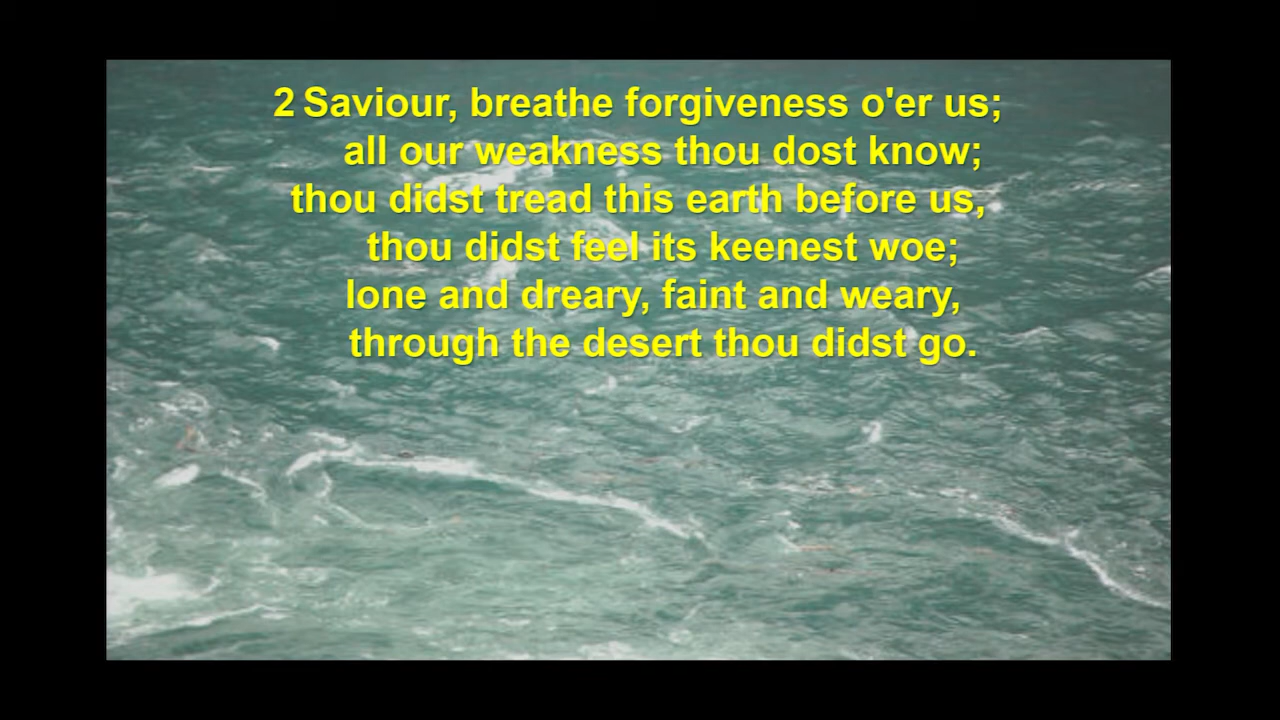 2 Saviour, breathe forgiveness o'er us;
all our weakness thou dost know;
thou didst tread this earth before us,
thou didst feel its keenest woe;
lone and dreary, faint and weary,
through the desert thou didst go.